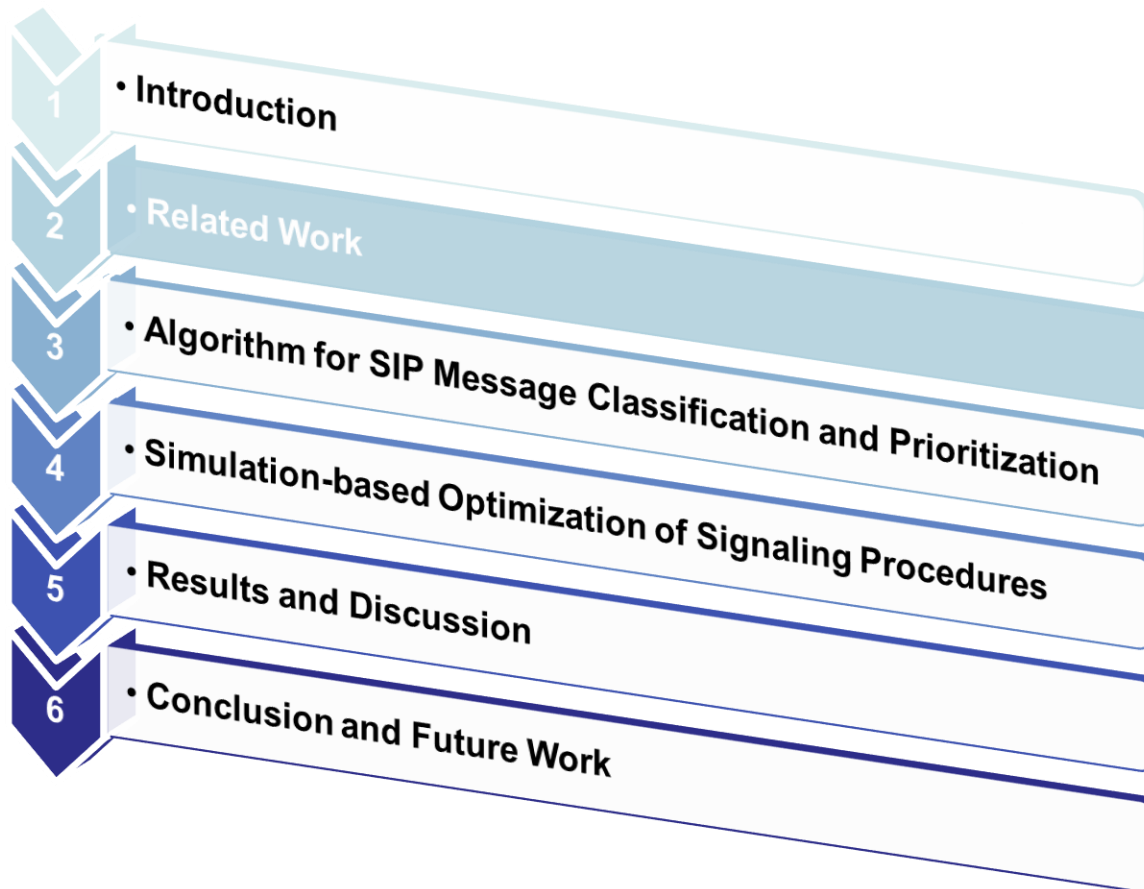 1
• Introduction
2
• Related Work
3
• Algorithm for SIP Message Classification and Prioritization
4
• Simulation-based Optimization of Signaling Procedures
5
• Results and Discussion
6
• Conclusion and Future Work